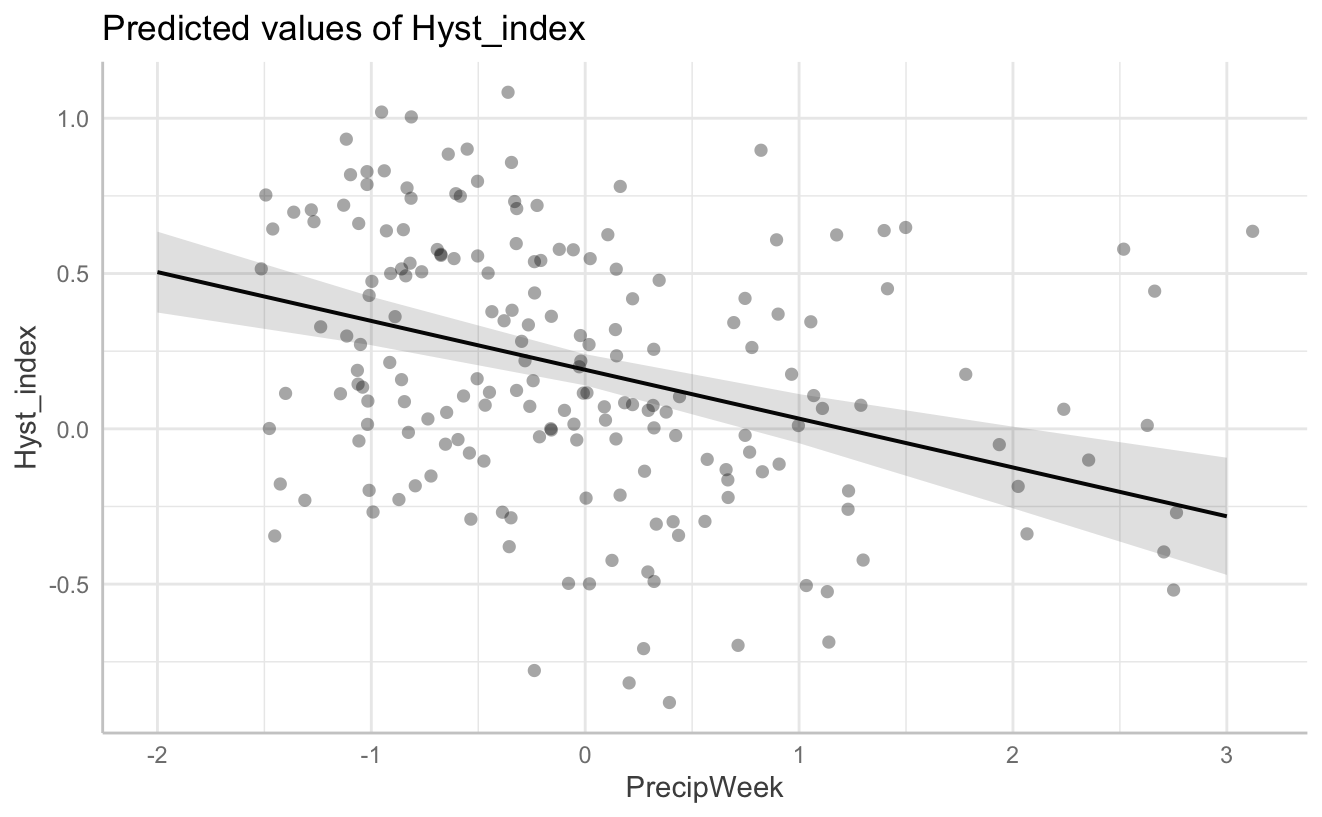 Predicted values of Hyst_index
1.0
0.5
0.0
-0.5
Hyst_index
-2 -1 0 1 2 3
PrecipWeek